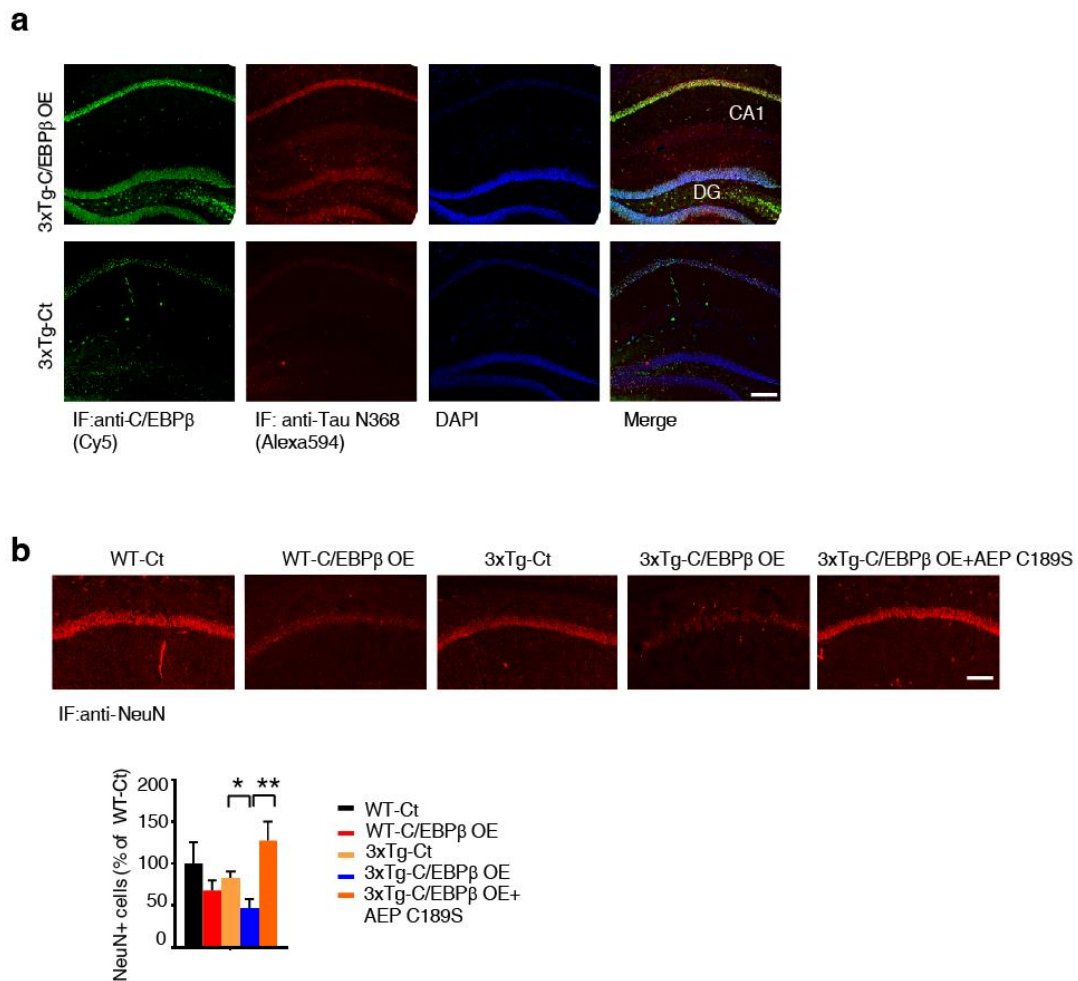 a
3xTg-C/EBPβ OE
CA1
DG
3xTg-Ct
IF:anti-C/EBPβ
(Cy5)
IF: anti-Tau N368
(Alexa594)
DAPI
Merge
b
WT-Ct
WT-C/EBPβ OE
3xTg-Ct
3xTg-C/EBPβ OE
3xTg-C/EBPβ OE+AEP C189S
IF:anti-NeuN
NeuN+ cells (% of WT-Ct)
200
150
100
50
0
*
**
WT-Ct
WT-C/EBPβ OE
3xTg-Ct
3xTg-C/EBPβ OE
3xTg-C/EBPβ OE+
AEP C189S